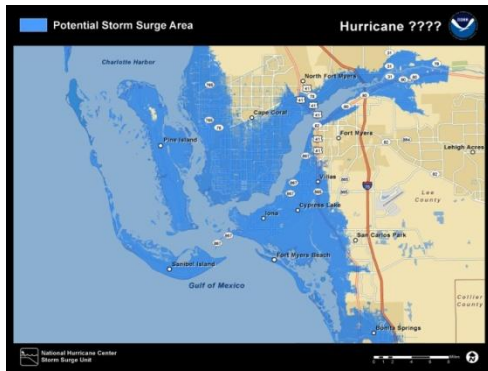 Potential Storm Surge Area
Hurricane ????
Charlotte Harbor
North Fort Myers
Cape Coral
Pine Island
Fort Myers
Lehigh Acres
Villas
Lee
County
Cypress Lake
Iona
San Carlos Park
Sanibel Island
Fort Myers Beach
Gulf of Mexico
Collier
County
Bonita Springs
National Hurricane Center
Storm Surge Unit
Miles